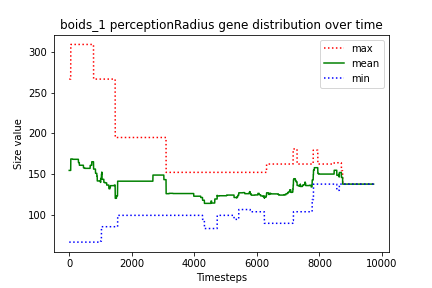 boids_1 perceptionRadius gene distribution over time
max
mean
min
Size value
300
250
200
150
100
0
2000
4000
6000
8000
10000
Timesteps